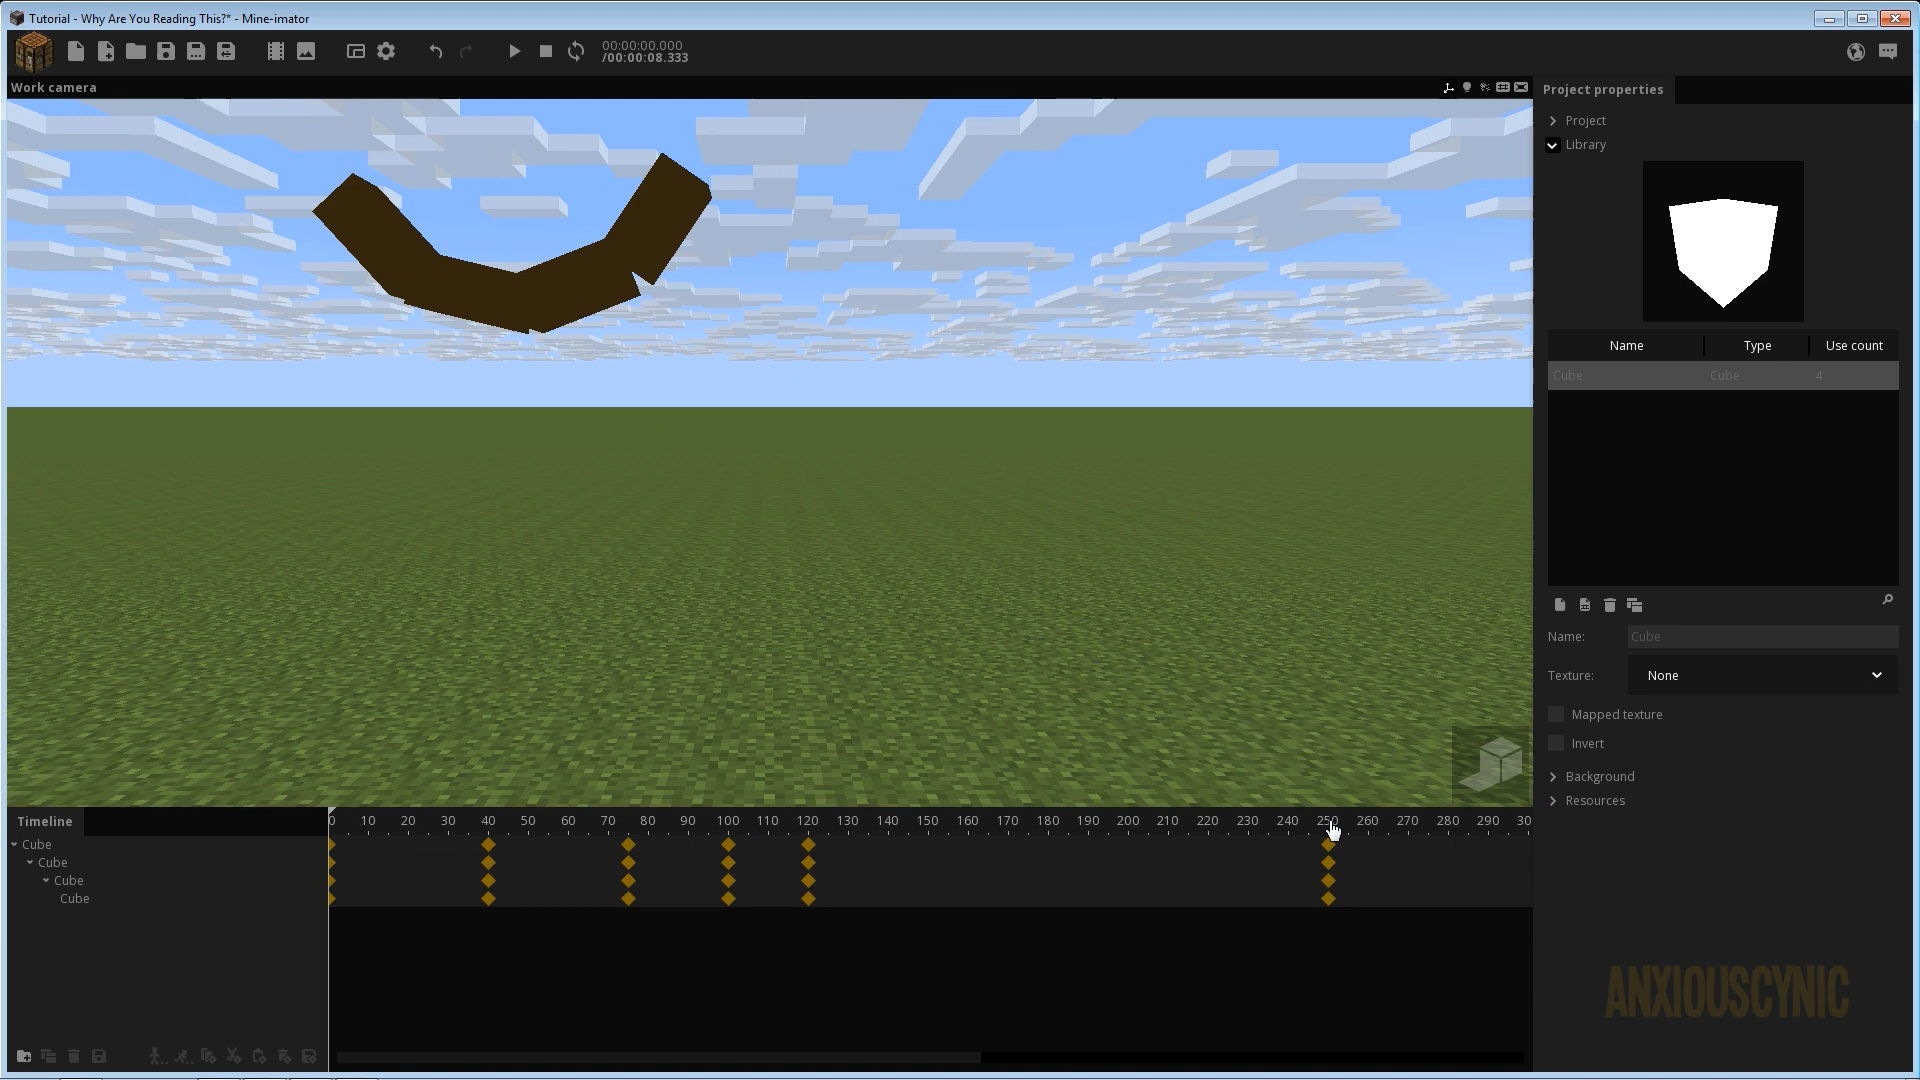 Tutorial - Why Are You Reading This?* - Mine-imator
00:00:00.000
/00:00:08.333
Work camera
Project properties
Project
Library
Name Type Use count
Cube Cube 4
Name: Cube
Texture: None
Mapped texture
Invert
Background
Resources
Timeline
0 10 20 30 40 50 60 70 80 90 100 110 120 130 140 150 160 170 180 190 200 210 220 230 240 250 260 270 280 290 30
Cube
Cube
Cube
Cube
ANXIOUSCYNIC